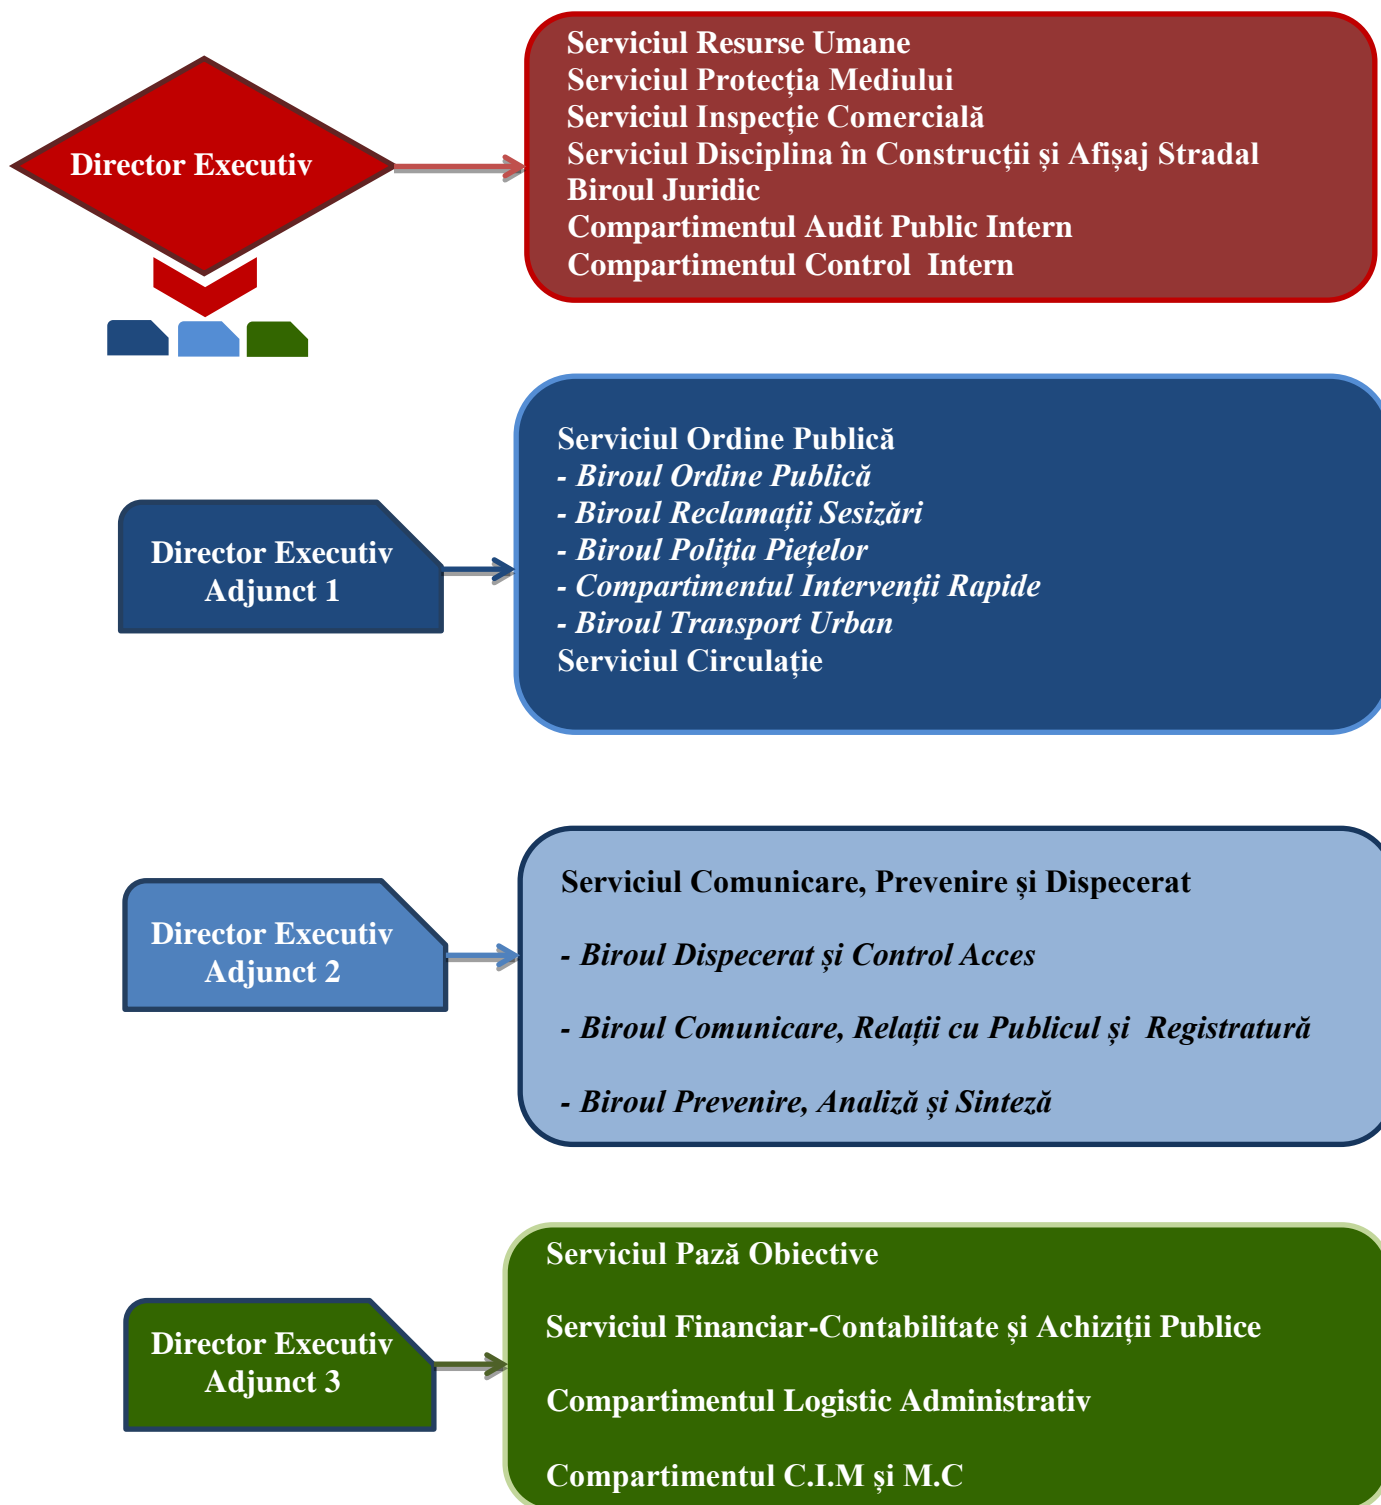 Director Executiv
Serviciul Resurse Umane
Serviciul Protecția Mediului
Serviciul Inspecție Comercială
Serviciul Disciplina în Construcții și Afișaj Stradal
Biroul Juridic
Compartimentul Audit Public Intern
Compartimentul Control  Intern
Director Executiv
Adjunct 1
Serviciul Ordine Publică
- Biroul Ordine Publică
- Biroul Reclamații Sesizări
- Biroul Poliția Piețelor
- Compartimentul Intervenții Rapide
- Biroul Transport Urban
Serviciul Circulație
Director Executiv
Adjunct 2
Serviciul Comunicare, Prevenire și Dispecerat
- Biroul Dispecerat și Control Acces
- Biroul Comunicare, Relații cu Publicul și  Registratură
- Biroul Prevenire, Analiză și Sinteză
Director Executiv
Adjunct 3
Serviciul Pază Obiective
Serviciul Financiar-Contabilitate și Achiziții Publice
Compartimentul Logistic Administrativ
Compartimentul C.I.M și M.C